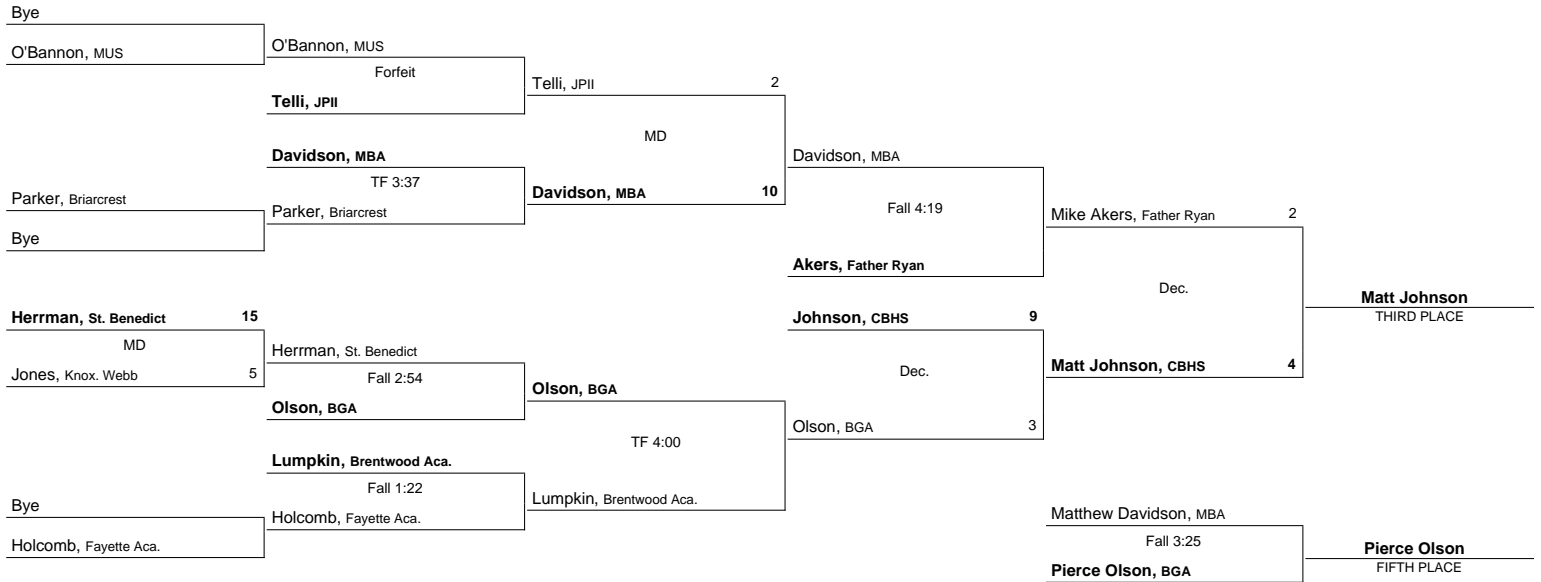 Bye
O'Bannon, MUS
Parker, Briarcrest
Bye
Herrman, St. Benedict 15
MD
Jones, Knox. Webb 5
Bye
Holcomb, Fayette Aca.
O'Bannon, MUS
Forfeit
Telli, JPII
Davidson, MBA
TF 3:37
Parker, Briarcrest
Herrman, St. Benedict
Fall 2:54
Olson, BGA
Lumpkin, Brentwood Aca.
Fall 1:22
Holcomb, Fayette Aca.
Telli, JPII 2
MD
Davidson, MBA 10
Olson, BGA
TF 4:00
Lumpkin, Brentwood Aca.
Davidson, MBA
Fall 4:19
Akers, Father Ryan
Johnson, CBHS 9
Dec.
Olson, BGA 3
Mike Akers, Father Ryan 2
Dec.
Matt Johnson, CBHS 4
Matt Johnson
THIRD PLACE
Matthew Davidson, MBA
Fall 3:25
Pierce Olson, BGA
Pierce Olson
FIFTH PLACE